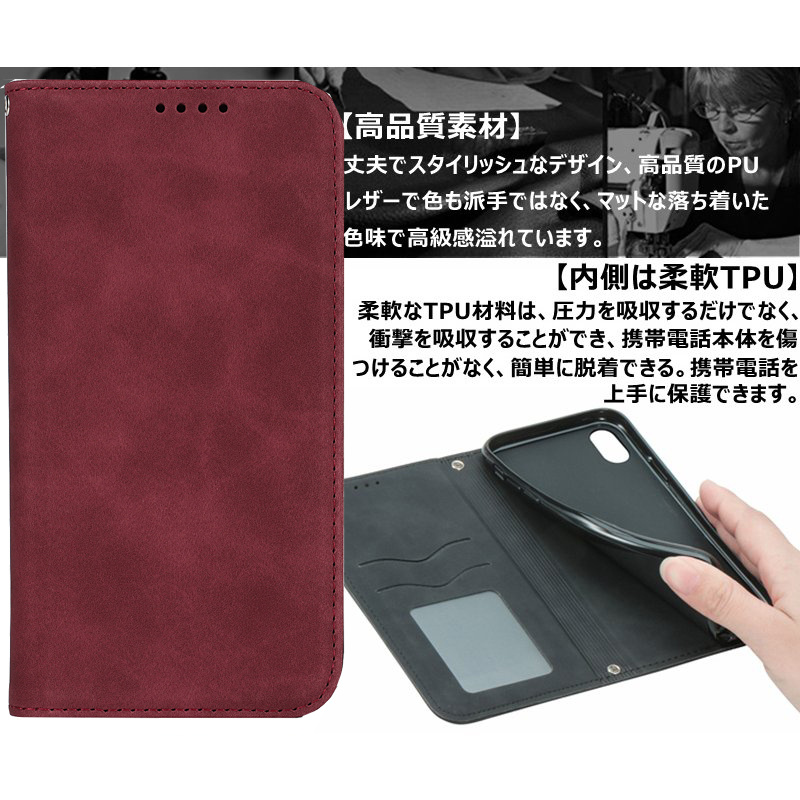 【高品質素材】
丈夫でスタイリッシュなデザイン、高品質のPU
レザーで色も派手ではなく、マットな落ち着いた
色味で高級感溢れています。
【内側は柔軟TPU】
柔軟なTPU材料は、圧力を吸収するだけでなく、
衝撃を吸収することができ、携帯電話本体を傷
つけることがなく、簡単に脱着できる。携帯電話を
上手に保護できます。